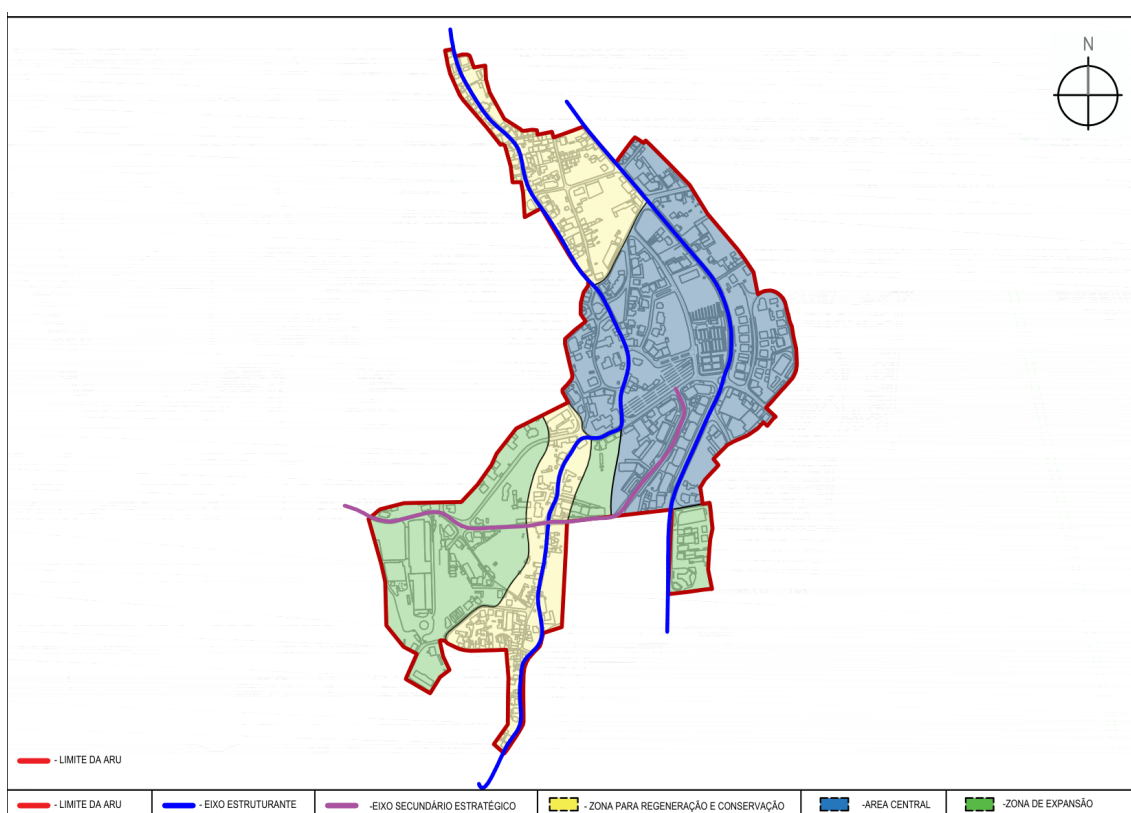 N
- LIMITE DA ARU
- LIMITE DA ARU
- EIXO ESTRUTURANTE
-EIXO SECUNDÁRIO ESTRATÉGICO
- ZONA PARA REGENERAÇÃO E CONSERVAÇÃO
-AREA CENTRAL
- ZONA DE EXPANSÃO